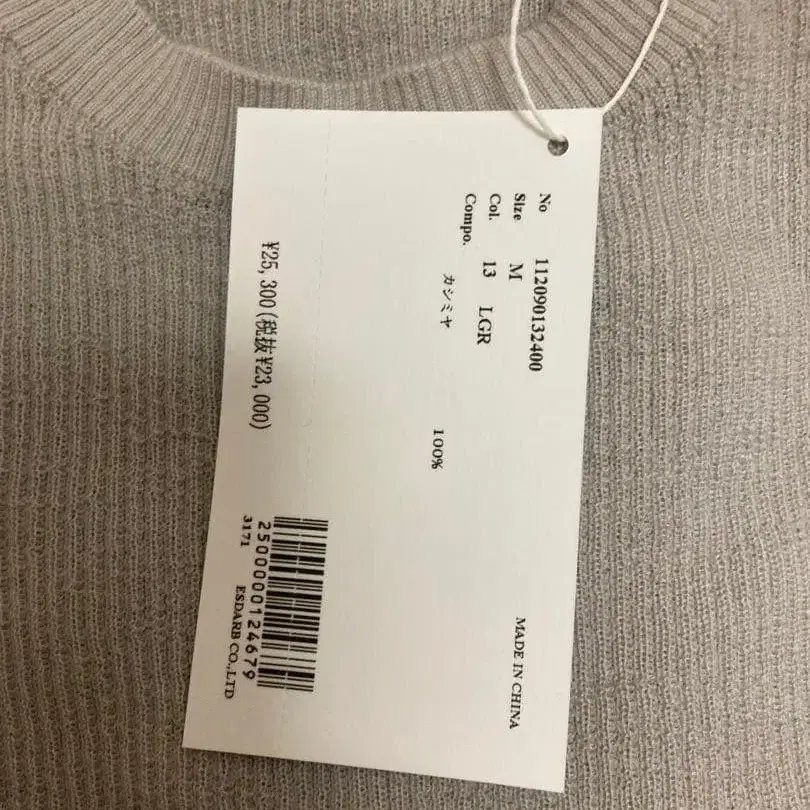 No 112090132400
Size M
Col. 13 LGR
Compo.
カシミヤ 100%
MADE IN CHINA
¥25,300(税抜¥23,000)
2500000124679
3171
ESDARB CO.,LTD